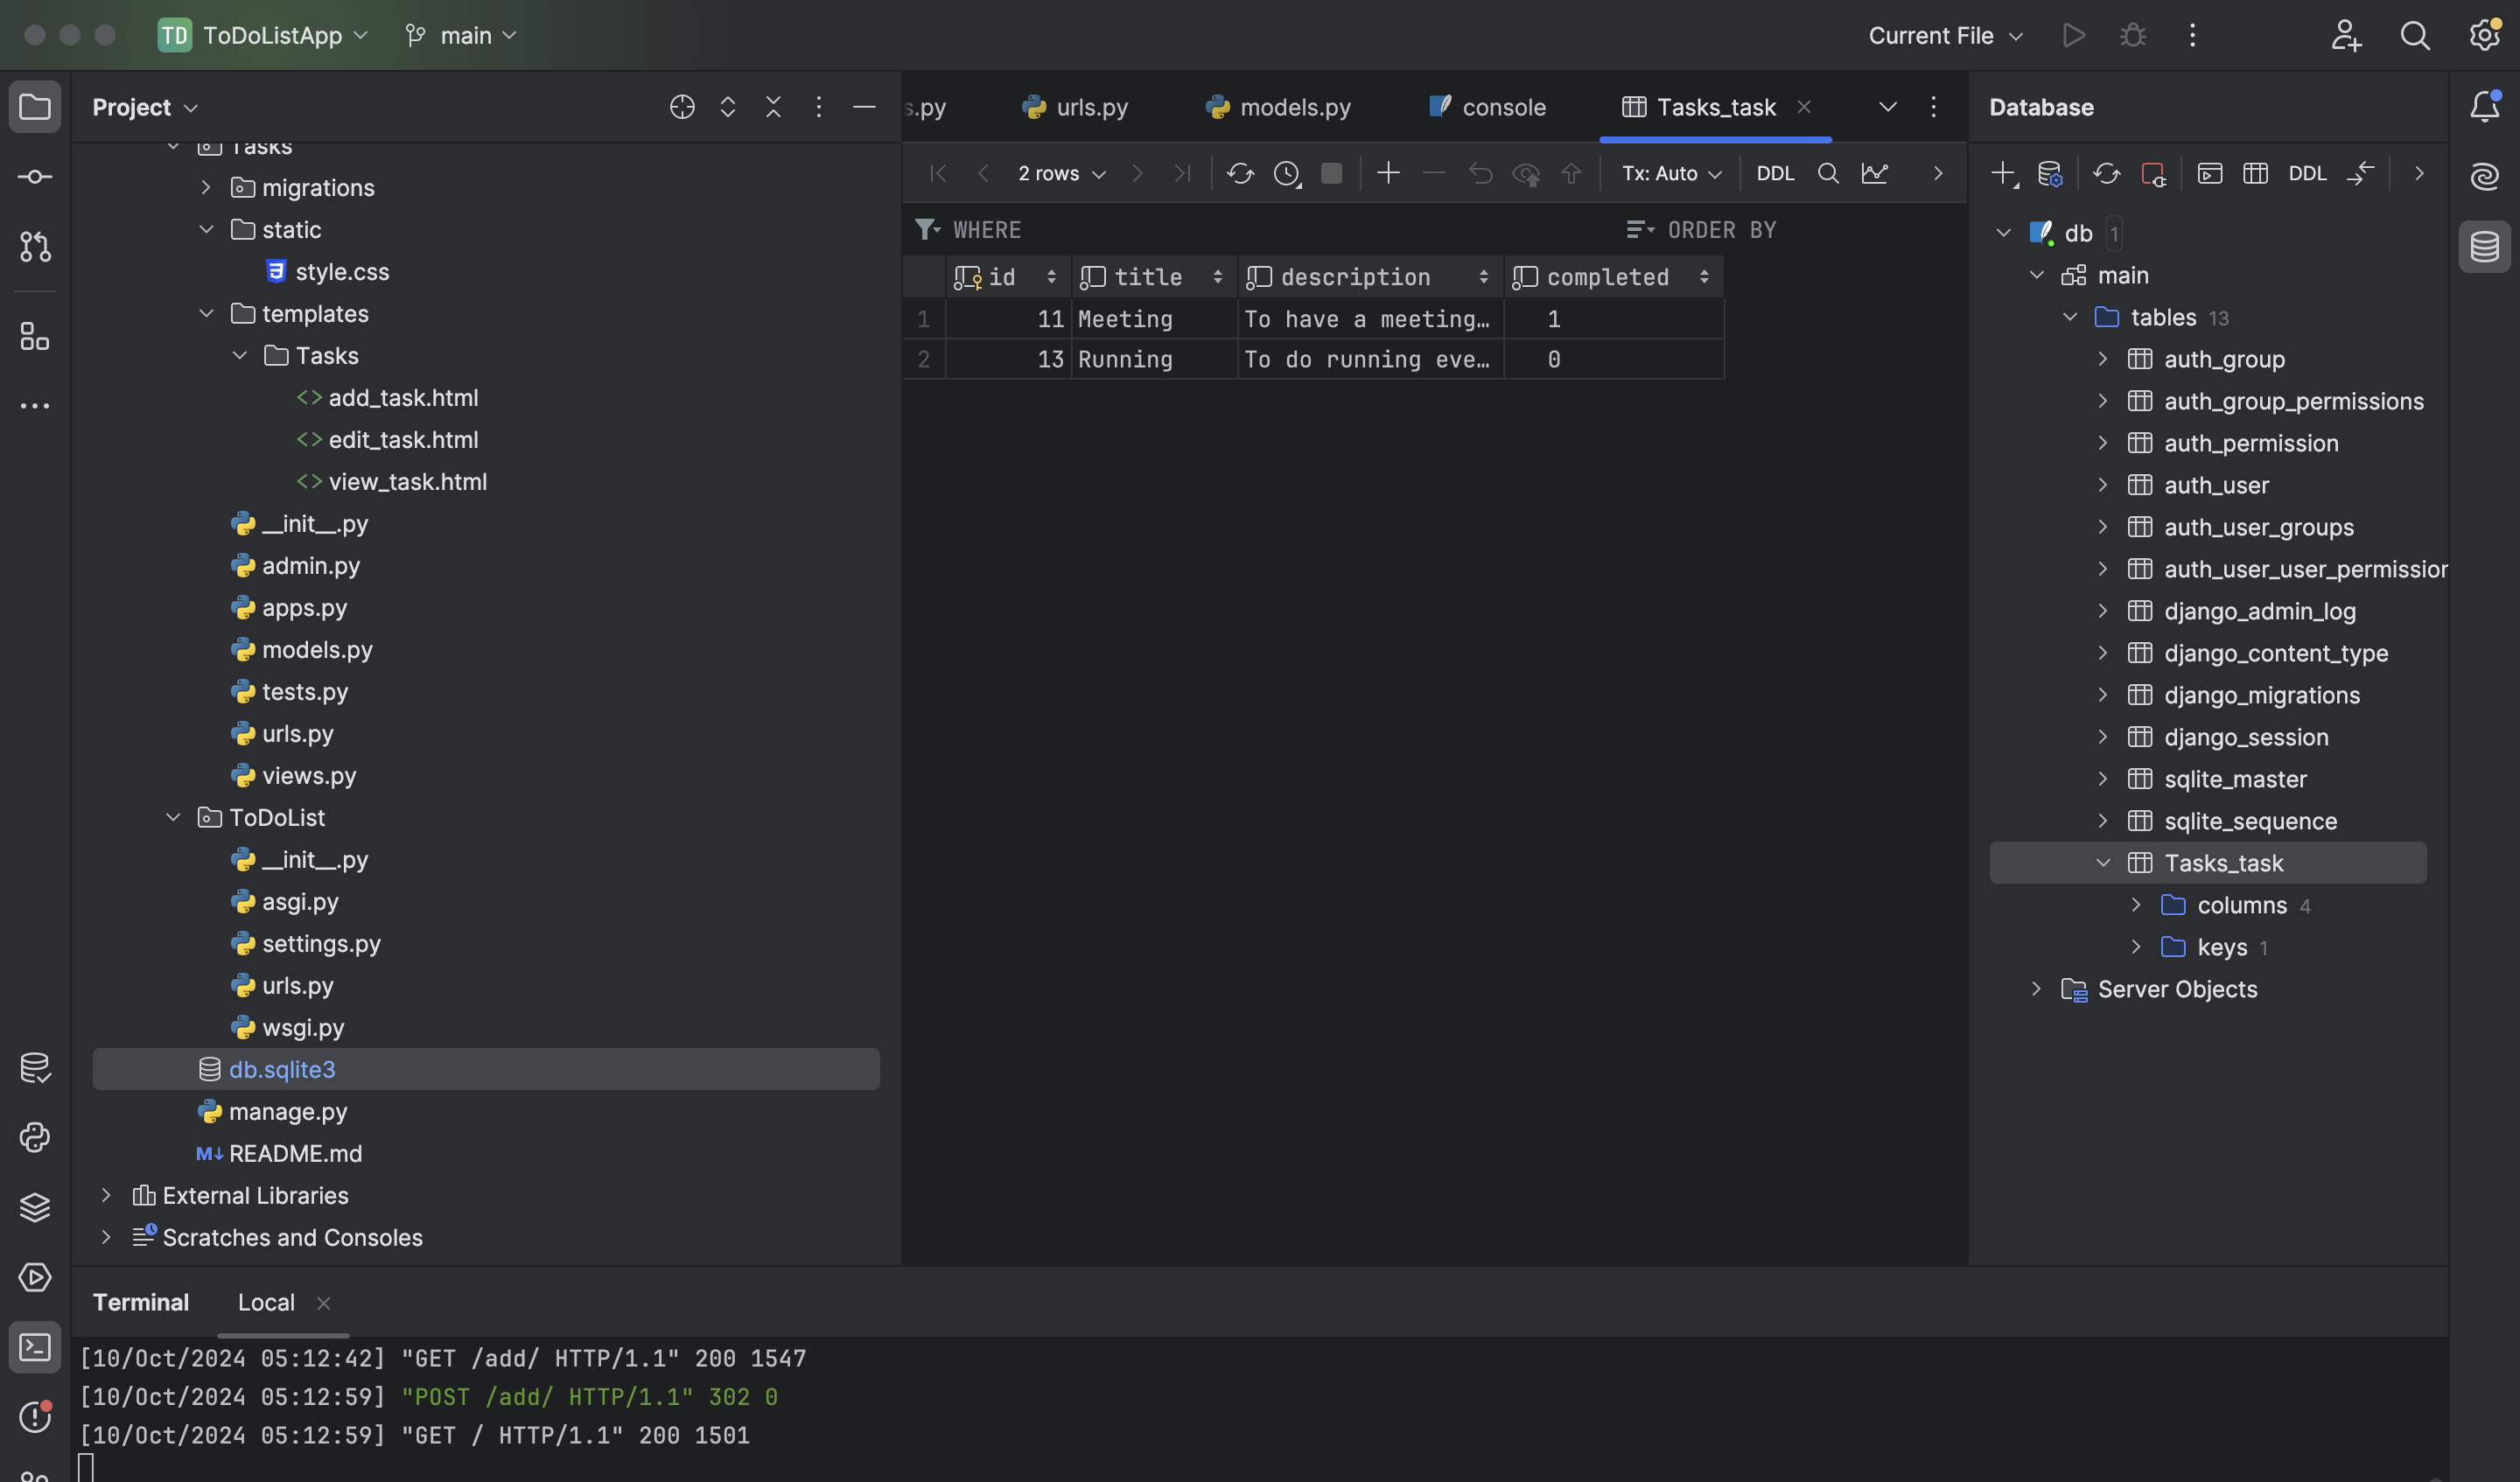 TD ToDoListApp main Current File
Project
Tasks
migrations
static
style.css
templates
Tasks
add_task.html
edit_task.html
view_task.html
__init__.py
admin.py
apps.py
models.py
tests.py
urls.py
views.py
ToDoList
__init__.py
asgi.py
settings.py
urls.py
wsgi.py
db.sqlite3
manage.py
M↓ README.md
External Libraries
Scratches and Consoles
s.py urls.py models.py console Tasks_task
2 rows Tx: Auto DDL
WHERE ORDER BY
id title description completed
1 11 Meeting To have a meeting… 1
2 13 Running To do running eve… 0
Database
DDL
db 1
main
tables 13
auth_group
auth_group_permissions
auth_permission
auth_user
auth_user_groups
auth_user_user_permission
django_admin_log
django_content_type
django_migrations
django_session
sqlite_master
sqlite_sequence
Tasks_task
columns 4
keys 1
Server Objects
Terminal Local
[10/Oct/2024 05:12:42] "GET /add/ HTTP/1.1" 200 1547
[10/Oct/2024 05:12:59] "POST /add/ HTTP/1.1" 302 0
[10/Oct/2024 05:12:59] "GET / HTTP/1.1" 200 1501